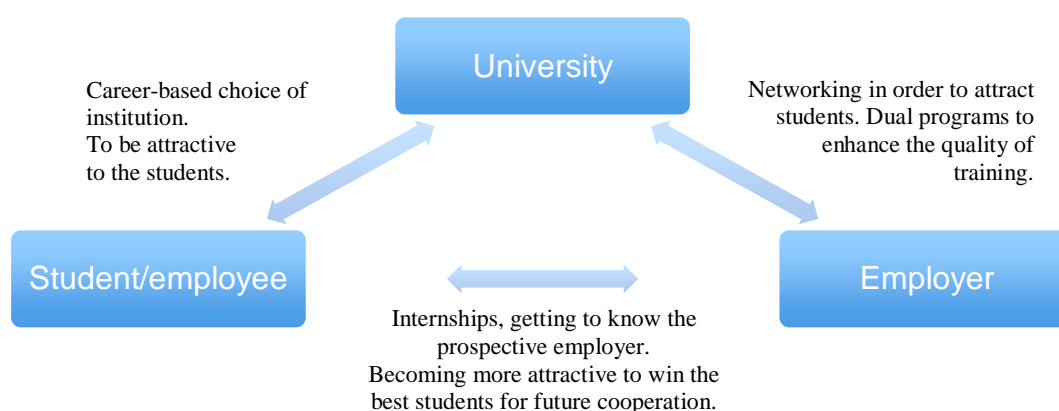 University
Career-based choice of
institution.
To be attractive
to the students.
Networking in order to attract
students. Dual programs to
enhance the quality of
training.
Student/employee
Employer
Internships, getting to know the
prospective employer.
Becoming more attractive to win the
best students for future cooperation.